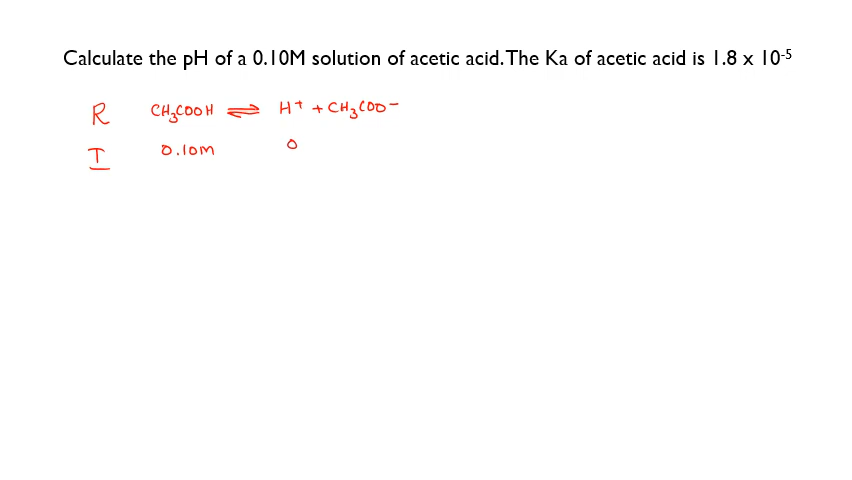 Calculate the pH of a 0.10M solution of acetic acid. The Ka of acetic acid is 1.8 x 10⁻⁵
R CH₃COOH ⇌ H⁺ + CH₃COO⁻
I 0.10M 0